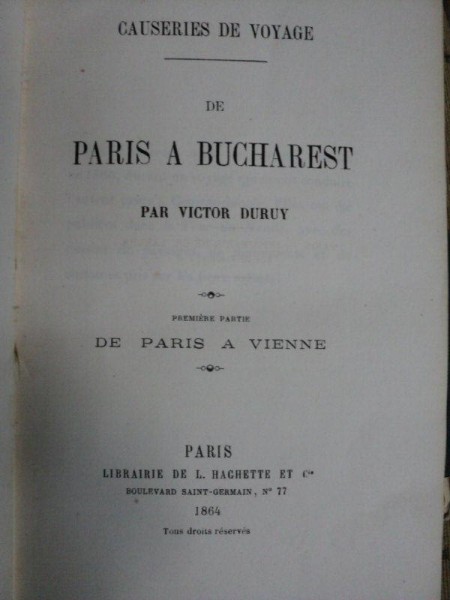 CAUSERIES DE VOYAGE
DE
PARIS A BUCHAREST
PAR VICTOR DURUY
PREMIÈRE PARTIE
DE PARIS A VIENNE
PARIS
LIBRAIRIE DE L. HACHETTE ET Cie
BOULEVARD SAINT-GERMAIN, N° 77
1864
Tous droits réservés